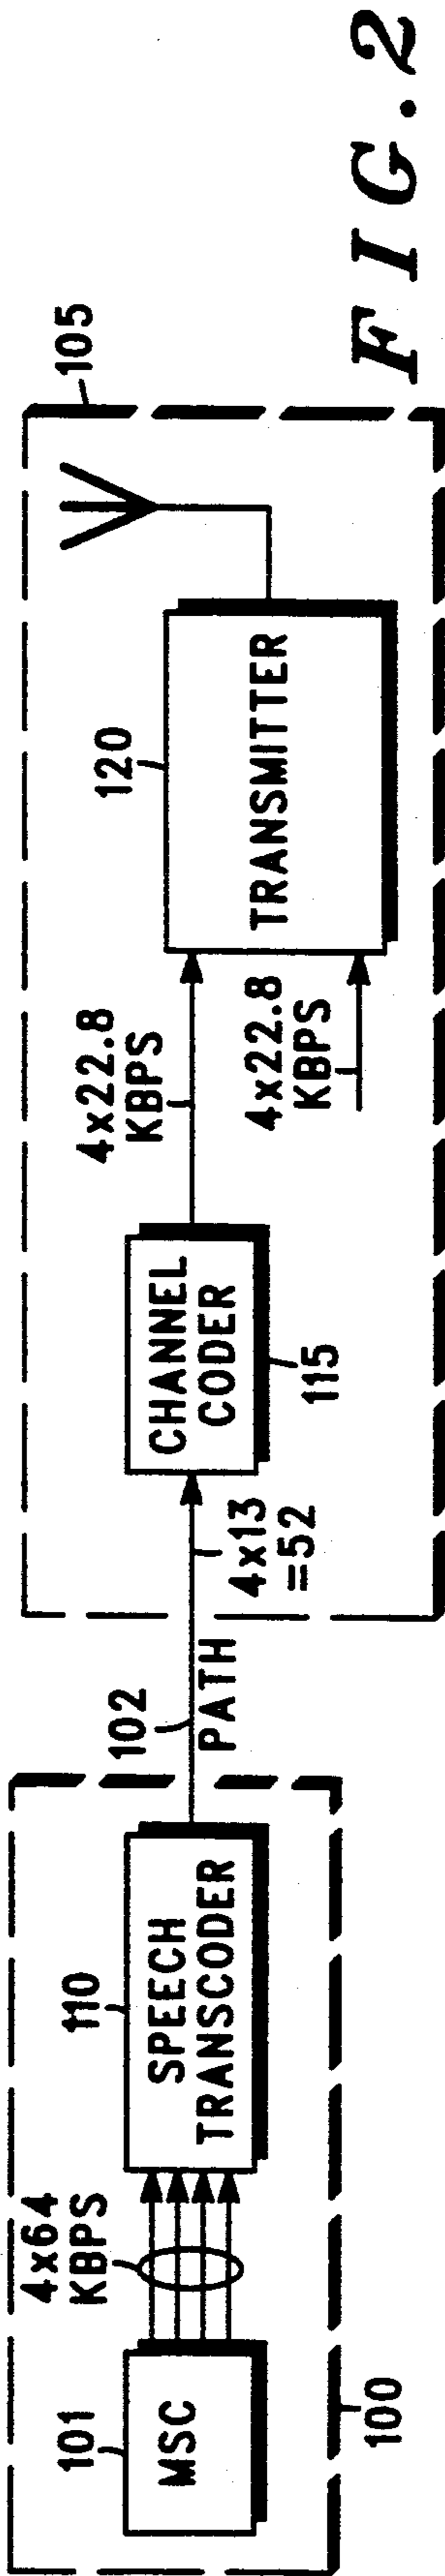 100
101
MSC
4x64
KBPS
110
SPEECH
TRANSCODER
102
PATH
4x13
=52
CHANNEL
CODER
115
4x22.8
KBPS
4x22.8
KBPS
120
TRANSMITTER
105
FIG. 2